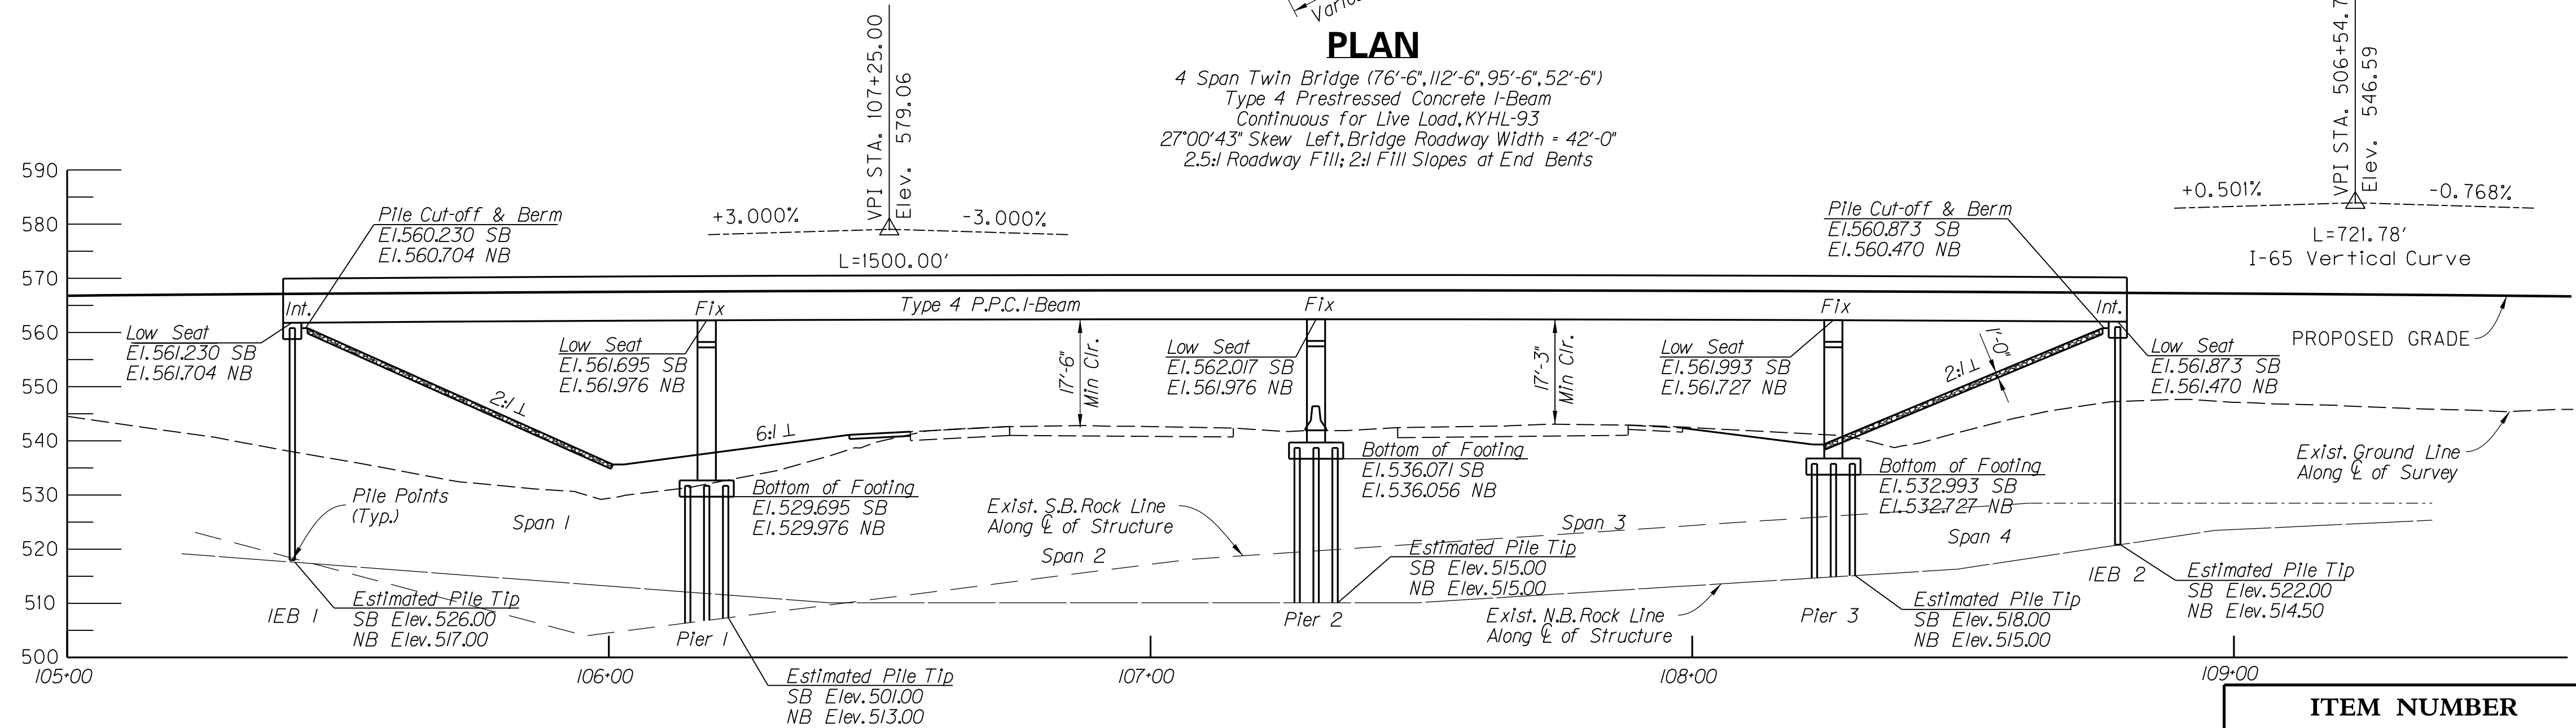 Vario
PLAN
4 Span Twin Bridge (76'-6",112'-6",95'-6",52'-6")
Type 4 Prestressed Concrete I-Beam
Continuous for Live Load,KYHL-93
27°00'43" Skew Left,Bridge Roadway Width = 42'-0"
2.5:1 Roadway Fill; 2:1 Fill Slopes at End Bents
VPI STA. 107+25.00
Elev. 579.06
+3.000%
-3.000%
L=1500.00'
VPI STA. 506+54.7
Elev. 546.59
+0.501%
-0.768%
L=721.78'
I-65 Vertical Curve
590
580
570
560
550
540
530
520
510
500
Pile Cut-off & Berm
El.560.230 SB
El.560.704 NB
Pile Cut-off & Berm
El.560.873 SB
El.560.470 NB
Int.
Fix
Type 4 P.P.C.I-Beam
Fix
Fix
Int.
Low Seat
El.561.230 SB
El.561.704 NB
Low Seat
El.561.695 SB
El.561.976 NB
Low Seat
El.562.017 SB
El.561.976 NB
Low Seat
El.561.993 SB
El.561.727 NB
Low Seat
El.561.873 SB
El.561.470 NB
PROPOSED GRADE
17'-6"
Min Clr.
17'-3"
Min Clr.
1'-0"
2:1 ⊥
6:1 ⊥
2:1 ⊥
Exist. Ground Line
Along ℄ of Survey
Pile Points
(Typ.)
Span 1
Bottom of Footing
El.529.695 SB
El.529.976 NB
Exist. S.B. Rock Line
Along ℄ of Structure
Span 2
Bottom of Footing
El.536.071 SB
El.536.056 NB
Span 3
Bottom of Footing
El.532.993 SB
El.532.727 NB
Span 4
IEB 1
Estimated Pile Tip
SB Elev.526.00
NB Elev.517.00
Pier 1
Estimated Pile Tip
SB Elev.501.00
NB Elev.513.00
Estimated Pile Tip
SB Elev.515.00
NB Elev.515.00
Pier 2
Exist. N.B. Rock Line
Along ℄ of Structure
Pier 3
Estimated Pile Tip
SB Elev.518.00
NB Elev.515.00
IEB 2
Estimated Pile Tip
SB Elev.522.00
NB Elev.514.50
105+00
106+00
107+00
108+00
109+00
ITEM NUMBER